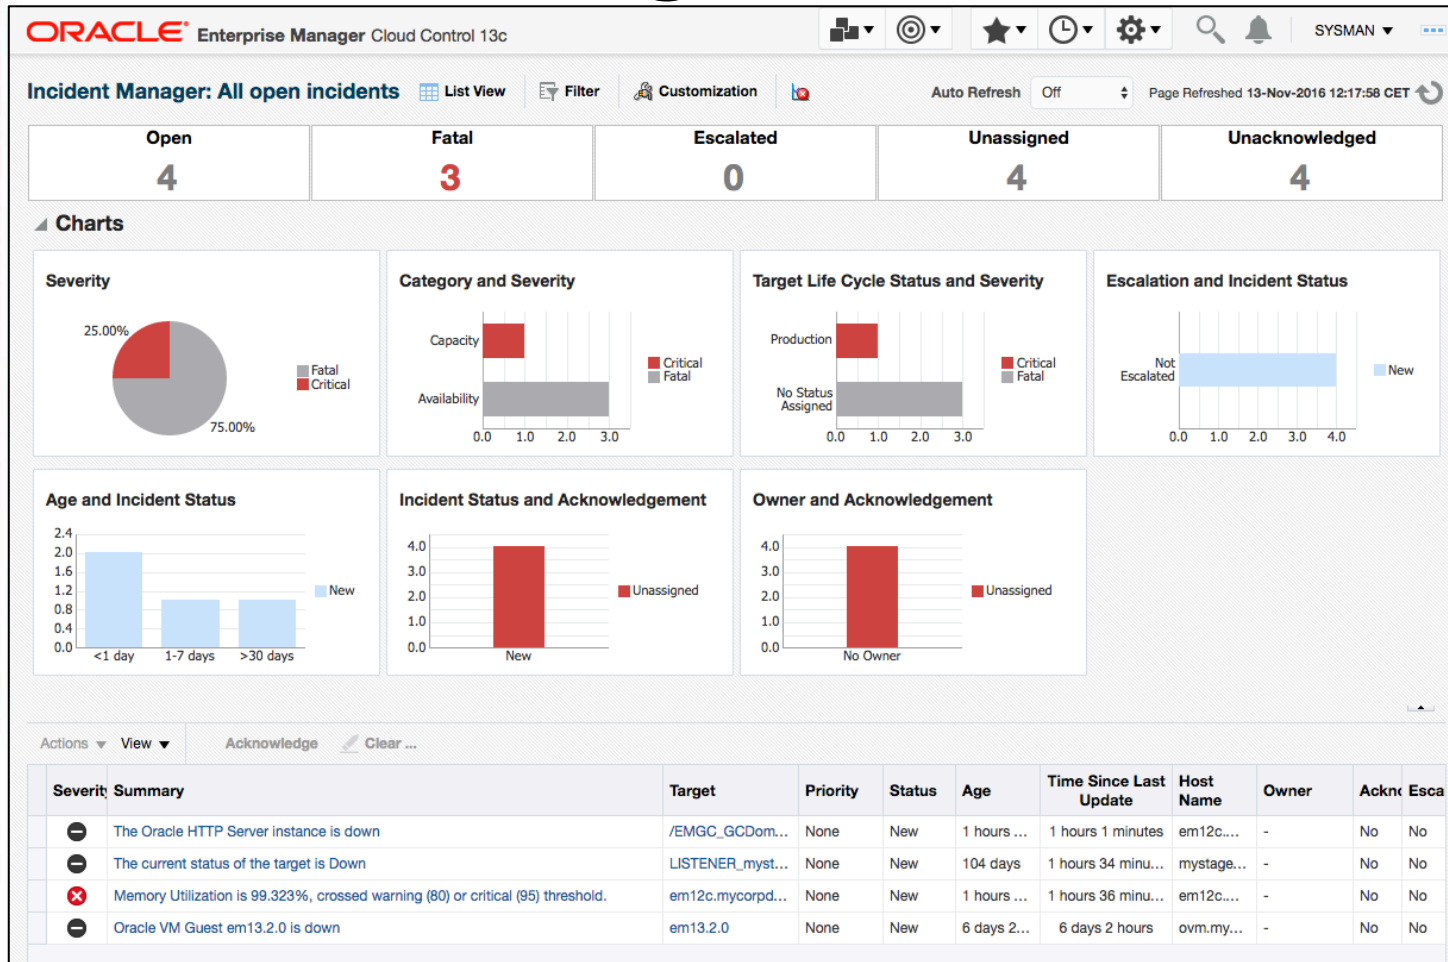 ORACLE Enterprise Manager Cloud Control 13c
SYSMAN
Incident Manager: All open incidents
List View
Filter
Customization
Auto Refresh Off
Page Refreshed 13-Nov-2016 12:17:58 CET
Open Fatal Escalated Unassigned Unacknowledged
4 3 0 4 4
Charts
Severity
25.00%
75.00%
Fatal
Critical
Category and Severity
Capacity
Availability
0.0 1.0 2.0 3.0
Critical
Fatal
Target Life Cycle Status and Severity
Production
No Status
Assigned
0.0 1.0 2.0 3.0
Critical
Fatal
Escalation and Incident Status
Not
Escalated
0.0 1.0 2.0 3.0 4.0
New
Age and Incident Status
2.4
2.0
1.6
1.2
0.8
0.4
0.0
<1 day 1-7 days >30 days
New
Incident Status and Acknowledgement
4.0
3.0
2.0
1.0
0.0
New
Unassigned
Owner and Acknowledgement
4.0
3.0
2.0
1.0
0.0
No Owner
Unassigned
Actions View Acknowledge Clear ...
Severity Summary Target Priority Status Age Time Since Last Update Host Name Owner Ackno Esca
The Oracle HTTP Server instance is down /EMGC_GCDom... None New 1 hours ... 1 hours 1 minutes em12c.... - No No
The current status of the target is Down LISTENER_myst... None New 104 days 1 hours 34 minu... mystage... - No No
Memory Utilization is 99.323%, crossed warning (80) or critical (95) threshold. em12c.mycorpd... None New 1 hours ... 1 hours 36 minu... em12c.... - No No
Oracle VM Guest em13.2.0 is down em13.2.0 None New 6 days 2... 6 days 2 hours ovm.my... - No No